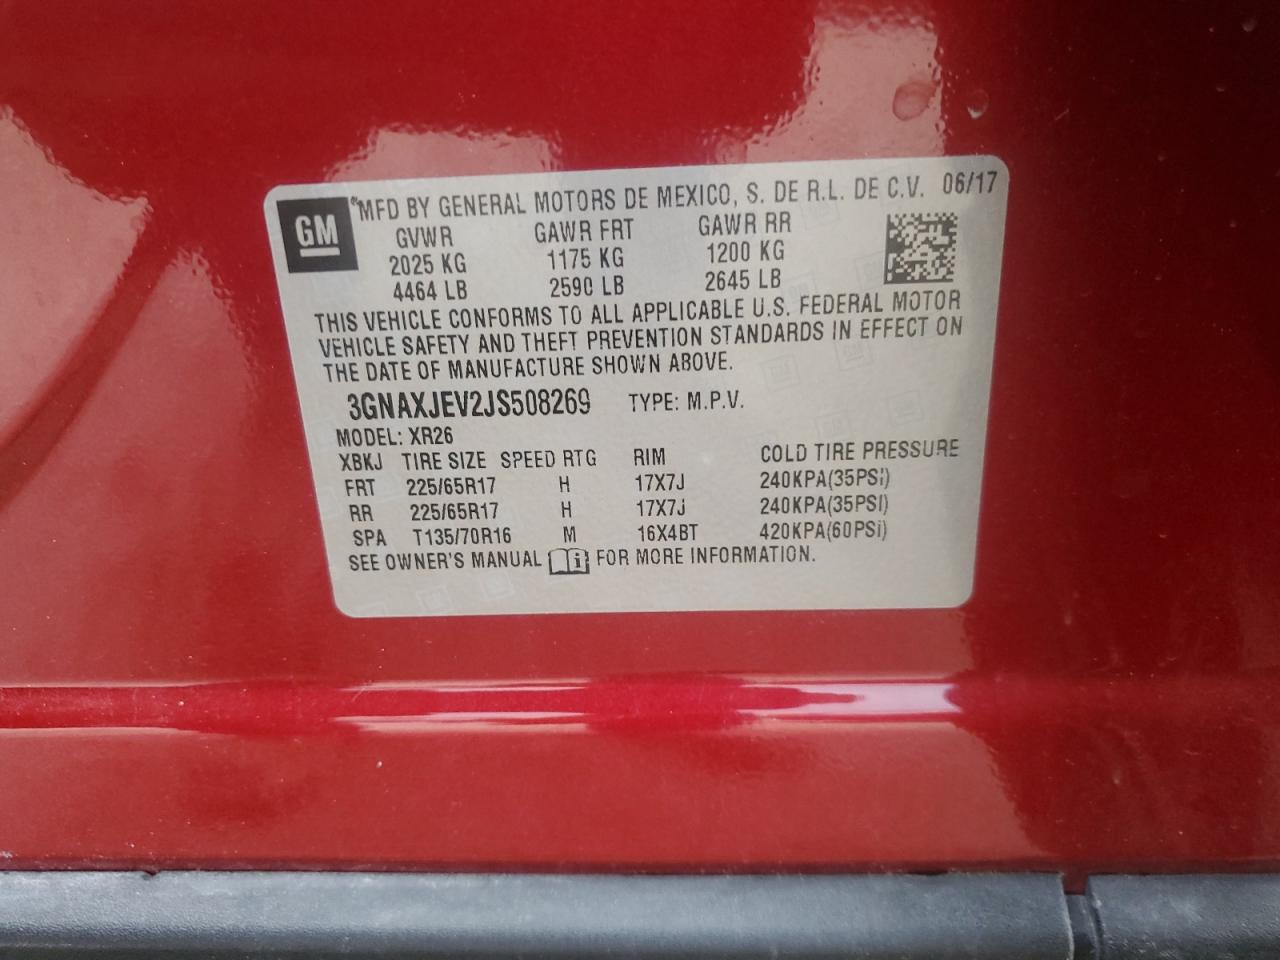 GM ® MFD BY GENERAL MOTORS DE MEXICO, S. DE R.L. DE C.V. 06/17
GVWR GAWR FRT GAWR RR
2025 KG 1175 KG 1200 KG
4464 LB 2590 LB 2645 LB
THIS VEHICLE CONFORMS TO ALL APPLICABLE U.S. FEDERAL MOTOR
VEHICLE SAFETY AND THEFT PREVENTION STANDARDS IN EFFECT ON
THE DATE OF MANUFACTURE SHOWN ABOVE.
3GNAXJEV2JS508269 TYPE: M.P.V.
MODEL: XR26
XBKJ TIRE SIZE SPEED RTG RIM COLD TIRE PRESSURE
FRT 225/65R17 H 17X7J 240KPA(35PSI)
RR 225/65R17 H 17X7J 240KPA(35PSI)
SPA T135/70R16 M 16X4BT 420KPA(60PSI)
SEE OWNER'S MANUAL i FOR MORE INFORMATION.